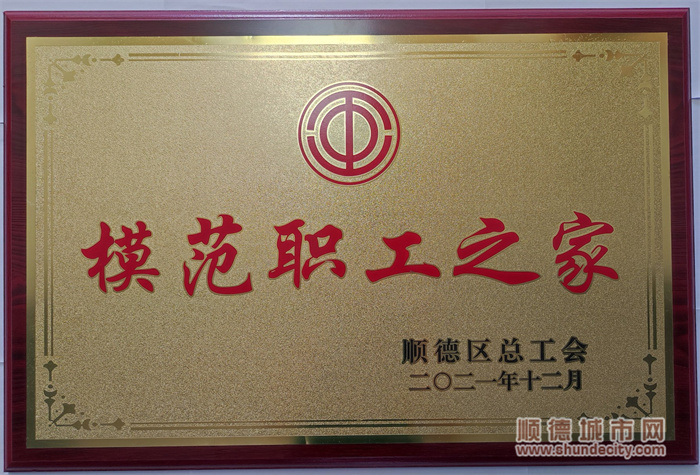 模范职工之家
顺德区总工会
二〇二一年十二月
顺德城市网
www.shundecity.com